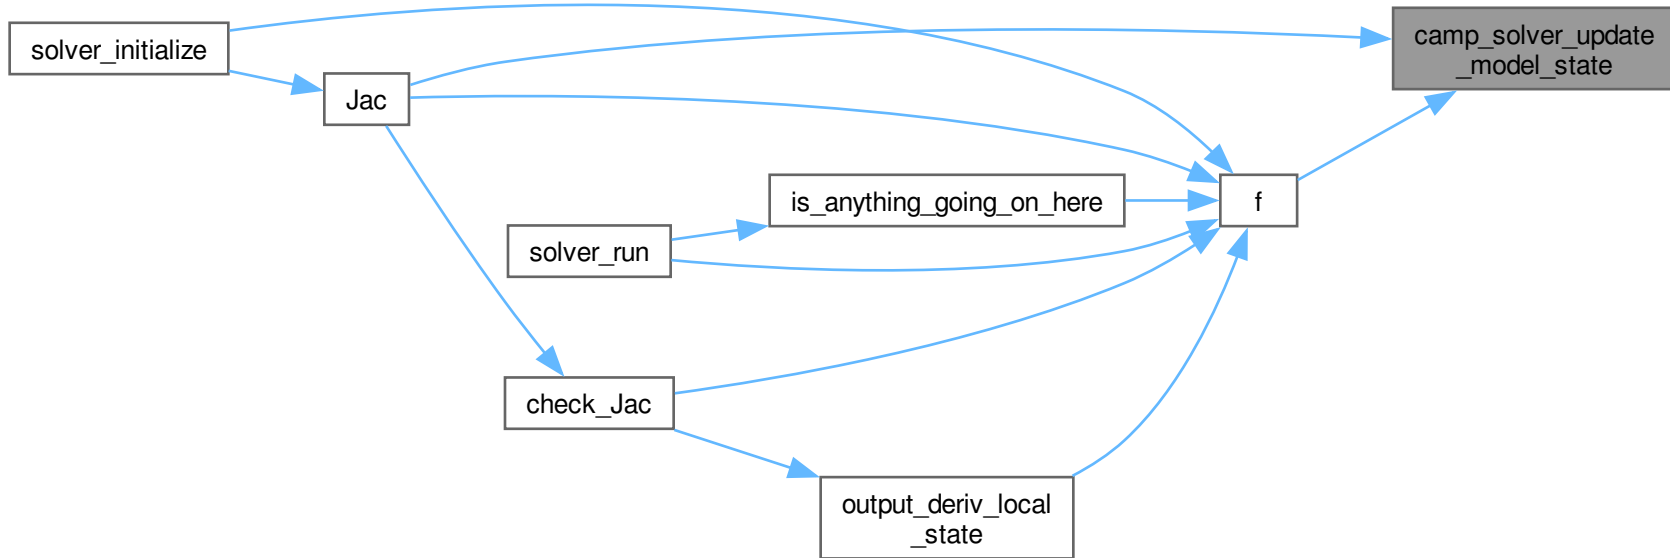 solver_initialize
camp_solver_update
_model_state
Jac
is_anything_going_on_here
f
solver_run
check_Jac
output_deriv_local
_state